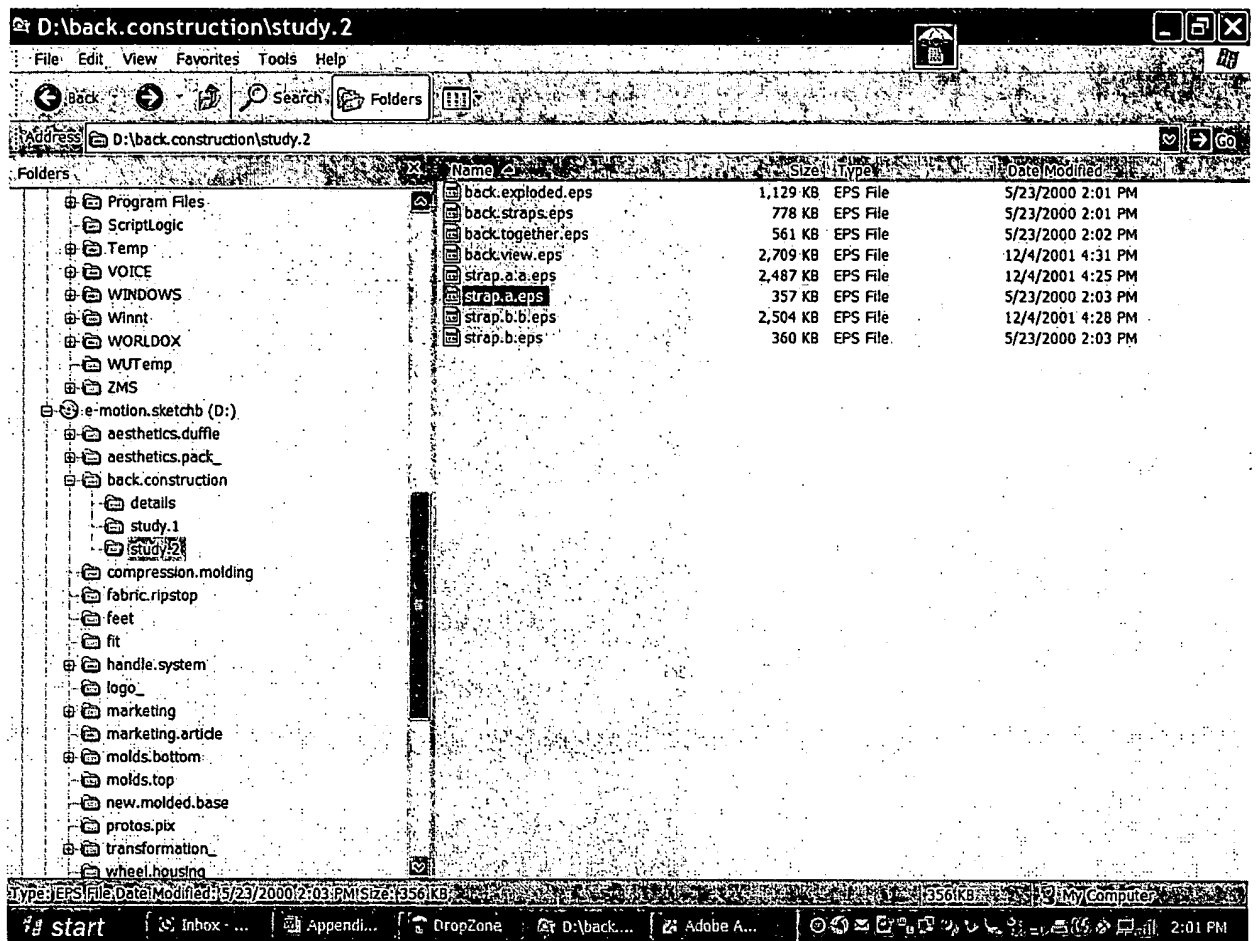 D:\back.construction\study.2
File Edit View Favorites Tools Help
Back Search Folders
Address D:\back.construction\study.2 Go
Folders
Program Files
ScriptLogic
Temp
VOICE
WINDOWS
Winnt
WORLDOX
WUTemp
ZMS
e-motion.sketchb (D:)
aesthetics.duffle
aesthetics.pack_
back.construction
details
study.1
study.2
compression.molding
fabric.ripstop
feet
fit
handle.system
logo_
marketing
marketing.article
molds.bottom
molds.top
new.molded.base
protos.pix
transformation_
wheel.housing
Name Size Type Date Modified
back.exploded.eps 1,129 KB EPS File 5/23/2000 2:01 PM
back.straps.eps 778 KB EPS File 5/23/2000 2:01 PM
back.together.eps 561 KB EPS File 5/23/2000 2:02 PM
back.view.eps 2,709 KB EPS File 12/4/2001 4:31 PM
strap.a.a.eps 2,487 KB EPS File 12/4/2001 4:25 PM
strap.a.eps 357 KB EPS File 5/23/2000 2:03 PM
strap.b.b.eps 2,504 KB EPS File 12/4/2001 4:28 PM
strap.b.eps 360 KB EPS File 5/23/2000 2:03 PM
Type: EPS File Date Modified: 5/23/2000 2:03 PM Size: 356 KB 356 KB My Computer
start Inbox - ... Appendi... DropZone D:\back.... Adobe A... 2:01 PM